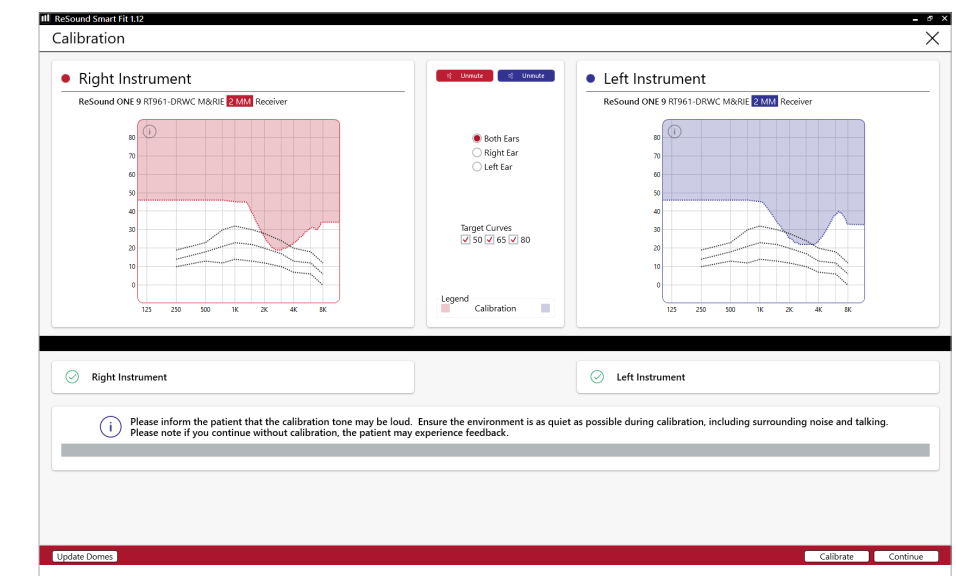 ReSound Smart Fit 1.12
Calibration
Right Instrument
ReSound ONE 9 RT961-DRWC M&RIE 2 MM Receiver
80
70
60
50
40
30
20
10
0
125 250 500 1K 2K 4K 8K
Unmute Unmute
Both Ears
Right Ear
Left Ear
Target Curves
50 65 80
Legend
Calibration
Left Instrument
ReSound ONE 9 RT961-DRWC M&RIE 2 MM Receiver
80
70
60
50
40
30
20
10
0
125 250 500 1K 2K 4K 8K
Right Instrument
Left Instrument
Please inform the patient that the calibration tone may be loud. Ensure the environment is as quiet as possible during calibration, including surrounding noise and talking.
Please note if you continue without calibration, the patient may experience feedback.
Update Domes
Calibrate Continue